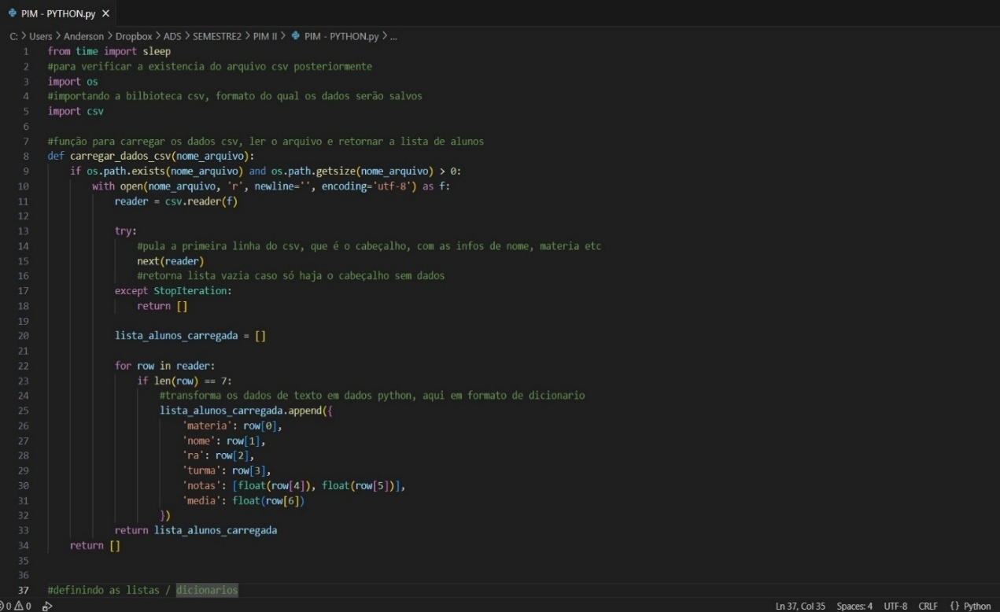 PIM - PYTHON.py X
C: > Users > Anderson > Dropbox > ADS > SEMESTRE2 > PIM II > PIM - PYTHON.py > ...
1 from time import sleep
2 #para verificar a existencia do arquivo csv posteriormente
3 import os
4 #importando a bilbioteca csv, formato do qual os dados serão salvos
5 import csv
6
7 #função para carregar os dados csv, ler o arquivo e retornar a lista de alunos
8 def carregar_dados_csv(nome_arquivo):
9     if os.path.exists(nome_arquivo) and os.path.getsize(nome_arquivo) > 0:
10         with open(nome_arquivo, 'r', newline='', encoding='utf-8') as f:
11             reader = csv.reader(f)
12
13             try:
14                 #pula a primeira linha do csv, que é o cabeçalho, com as infos de nome, materia etc
15                 next(reader)
16                 #retorna lista vazia caso só haja o cabeçalho sem dados
17             except StopIteration:
18                 return []
19
20             lista_alunos_carregada = []
21
22             for row in reader:
23                 if len(row) == 7:
24                     #transforma os dados de texto em dados python, aqui em formato de dicionario
25                     lista_alunos_carregada.append({
26                         'materia': row[0],
27                         'nome': row[1],
28                         'ra': row[2],
29                         'turma': row[3],
30                         'notas': [float(row[4]), float(row[5])],
31                         'media': float(row[6])
32                     })
33             return lista_alunos_carregada
34     return []
35
36
37 #definindo as listas / dicionarios
0 0 Ln 37, Col 35 Spaces: 4 UTF-8 CRLF {} Python